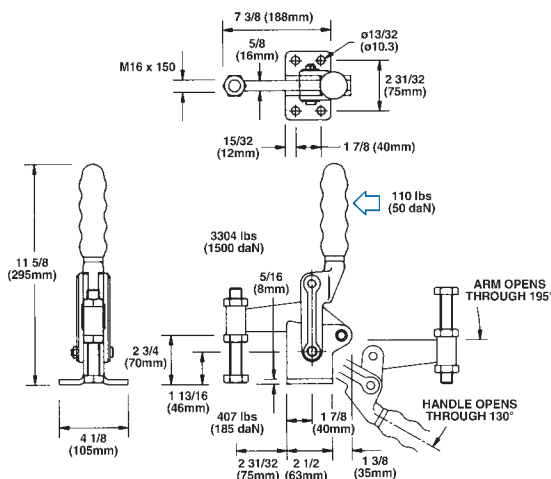 7 3/8 (188mm)
ø13/32
(ø10.3)
5/8
(16mm)
M16 x 150
2 31/32
(75mm)
15/32
(12mm)
1 7/8 (40mm)
110 lbs
(50 daN)
3304 lbs
(1500 daN)
11 5/8
(295mm)
5/16
(8mm)
ARM OPENS
THROUGH 195°
2 3/4
(70mm)
1 13/16
(46mm)
407 lbs
(185 daN)
1 7/8
(40mm)
HANDLE OPENS
THROUGH 130°
4 1/8
(105mm)
2 31/32
(75mm)
2 1/2
(63mm)
1 3/8
(35mm)